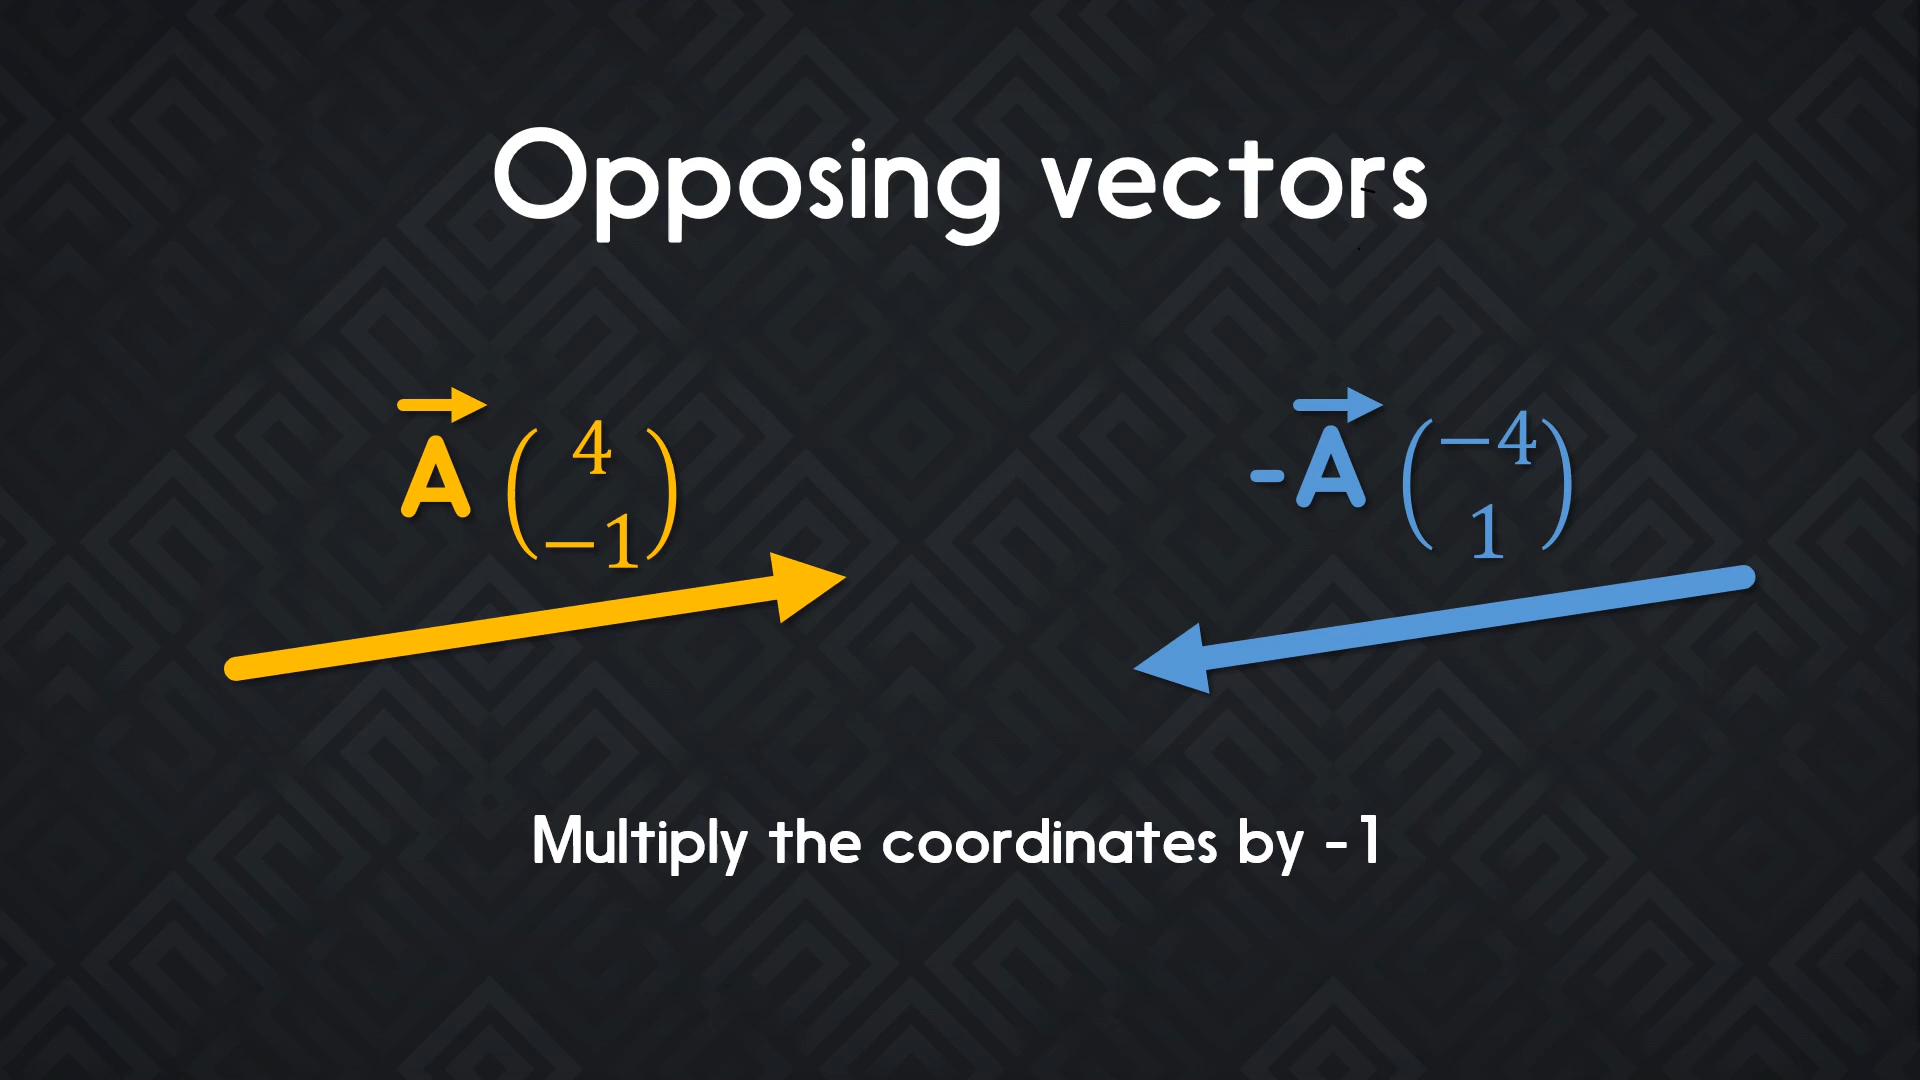 Opposing vectors
A (4 −1)
-A (−4 1)
Multiply the coordinates by -1